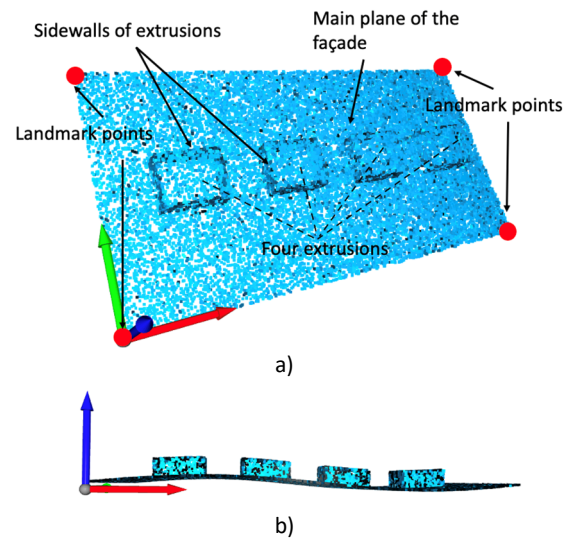 Sidewalls of extrusions
Main plane of the
façade
Landmark points
Landmark points
Four extrusions
a)
b)